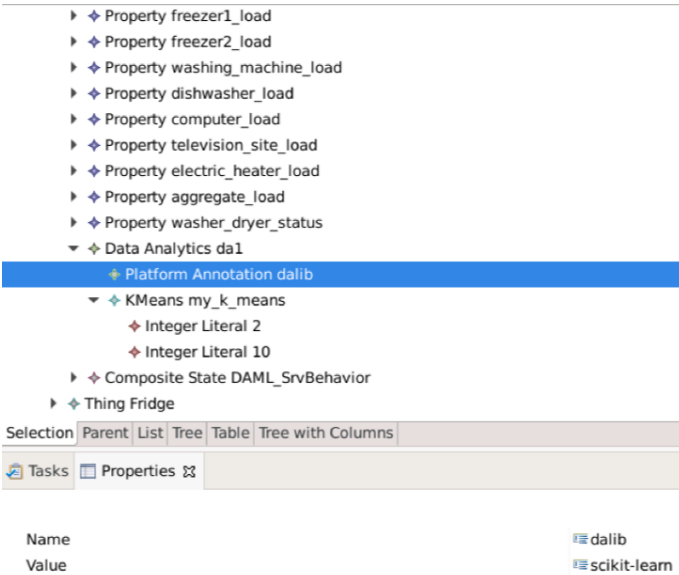 Property freezer1_load
Property freezer2_load
Property washing_machine_load
Property dishwasher_load
Property computer_load
Property television_site_load
Property electric_heater_load
Property aggregate_load
Property washer_dryer_status
Data Analytics da1
Platform Annotation dalib
KMeans my_k_means
Integer Literal 2
Integer Literal 10
Composite State DAML_SrvBehavior
Thing Fridge
Selection Parent List Tree Table Tree with Columns
Tasks Properties
Name dalib
Value scikit-learn